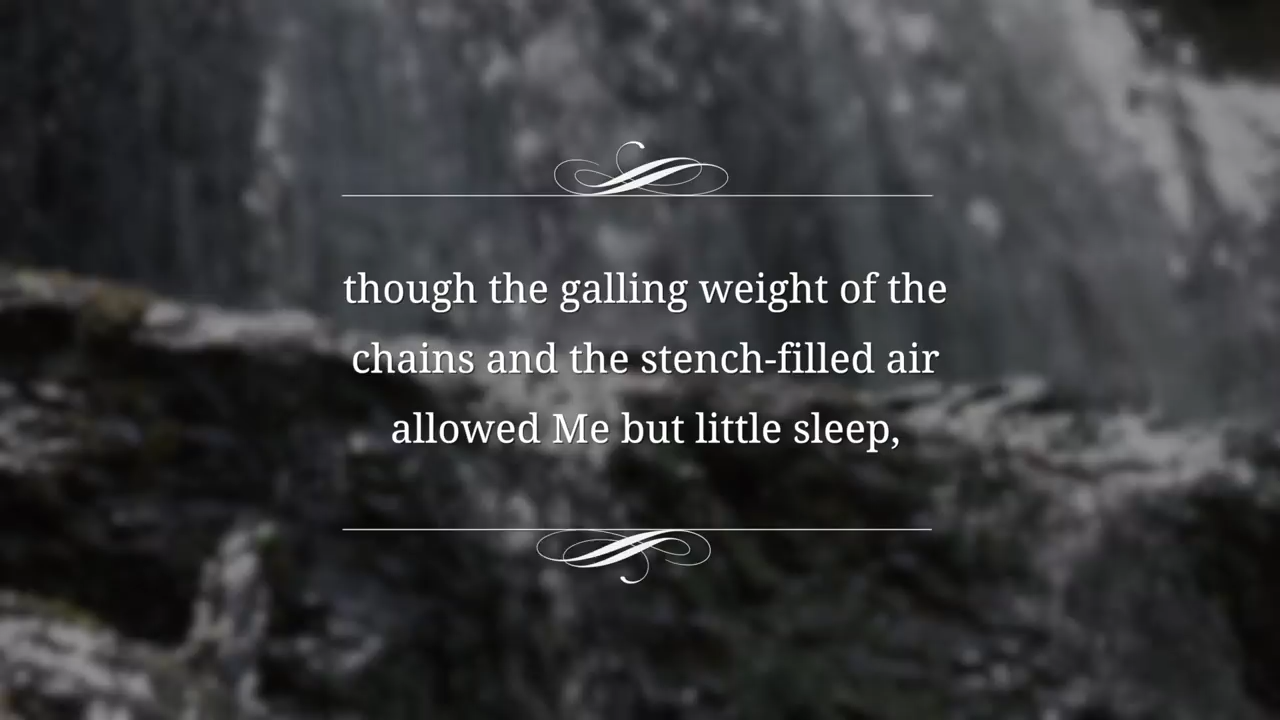 though the galling weight of the
chains and the stench-filled air
allowed Me but little sleep,